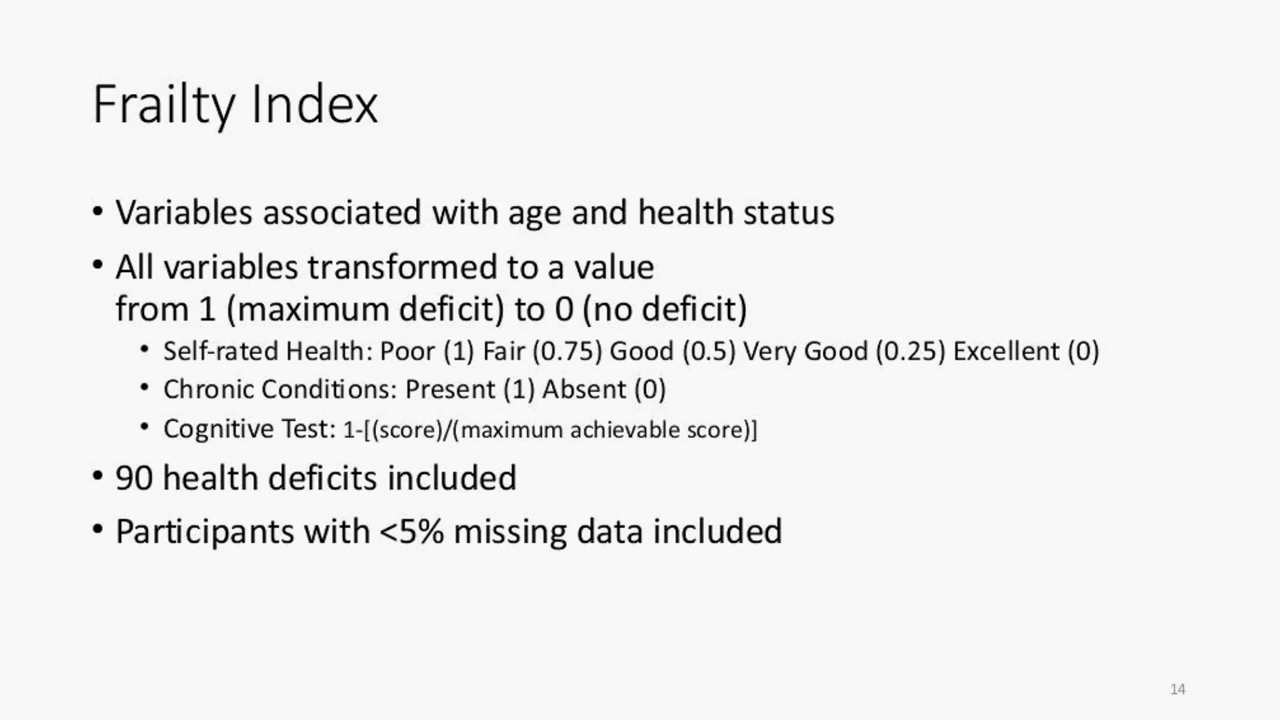 Frailty Index
• Variables associated with age and health status
• All variables transformed to a value
from 1 (maximum deficit) to 0 (no deficit)
• Self-rated Health: Poor (1) Fair (0.75) Good (0.5) Very Good (0.25) Excellent (0)
• Chronic Conditions: Present (1) Absent (0)
• Cognitive Test: 1-[(score)/(maximum achievable score)]
• 90 health deficits included
• Participants with <5% missing data included
14